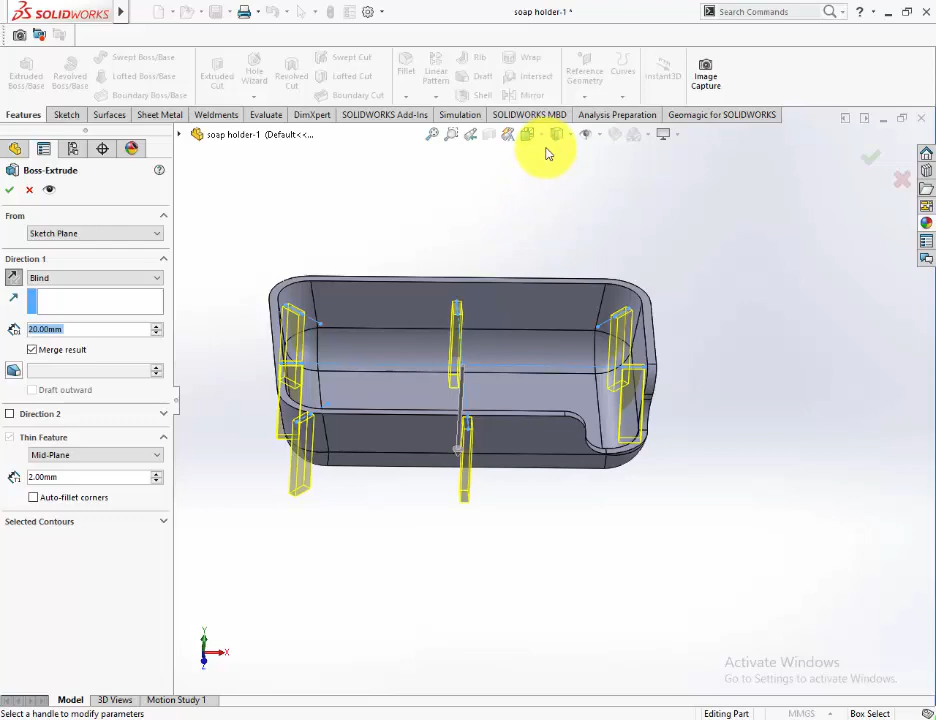 SOLIDWORKS
soap holder-1 *
Search Commands
Extruded Boss/Base
Revolved Boss/Base
Swept Boss/Base
Lofted Boss/Base
Boundary Boss/Base
Extruded Cut
Hole Wizard
Revolved Cut
Swept Cut
Lofted Cut
Boundary Cut
Fillet
Linear Pattern
Rib
Draft
Shell
Wrap
Intersect
Mirror
Reference Geometry
Curves
Instant3D
Image Capture
Features
Sketch
Surfaces
Sheet Metal
Weldments
Evaluate
DimXpert
SOLIDWORKS Add-Ins
Simulation
SOLIDWORKS MBD
Analysis Preparation
Geomagic for SOLIDWORKS
soap holder-1 (Default<<...
Boss-Extrude
From
Sketch Plane
Direction 1
Blind
20.00mm
Merge result
Draft outward
Direction 2
Thin Feature
Mid-Plane
2.00mm
Auto-fillet corners
Selected Contours
Y
X
Z
Activate Windows
Go to Settings to activate Windows.
Model
3D Views
Motion Study 1
Select a handle to modify parameters
Editing Part
MMGS
Box Select